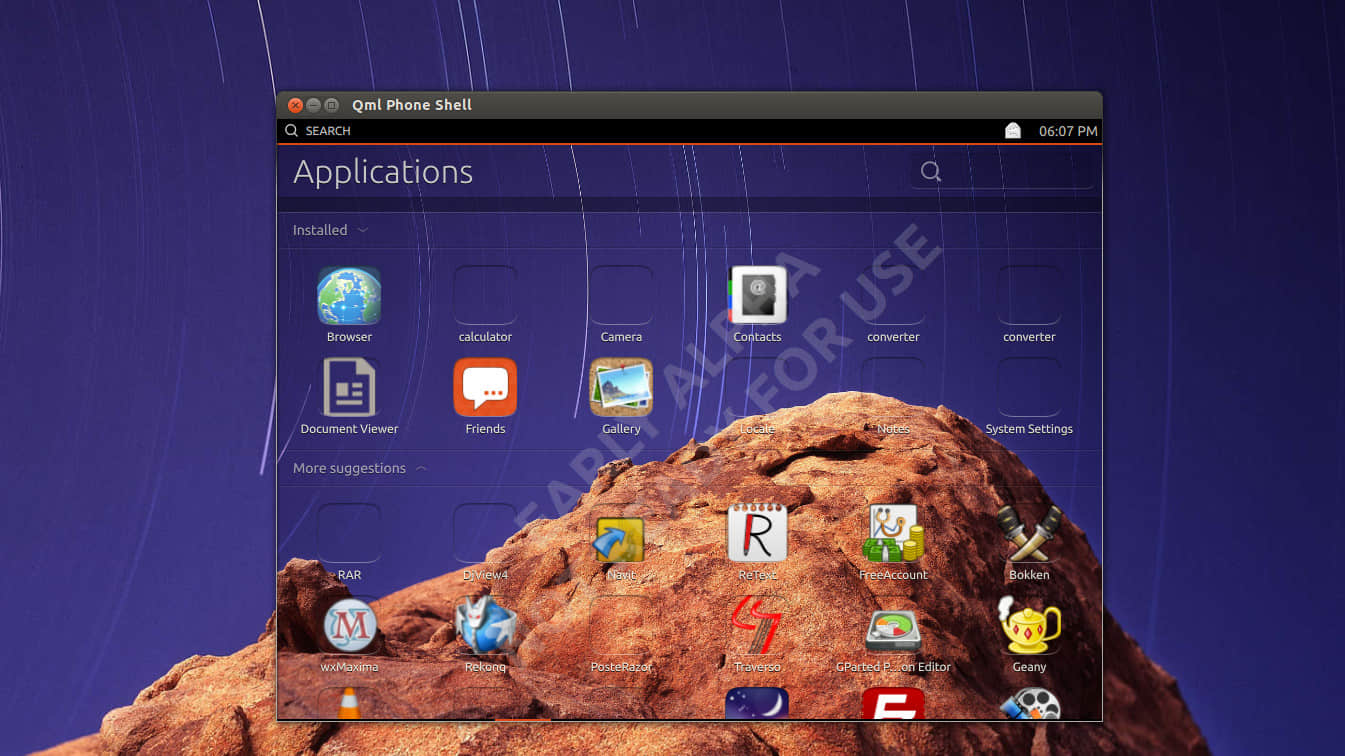 Qml Phone Shell
SEARCH 06:07 PM
Applications
Installed
Browser calculator Camera Contacts converter converter
Document Viewer Friends Gallery Locale Notes System Settings
More suggestions
RAR DjView4 Navit ReText FreeAccount Bokken
wxMaxima Rekonq PosteRazor Traverso GParted P...on Editor Geany
EARLY ALPHA
FOR USE